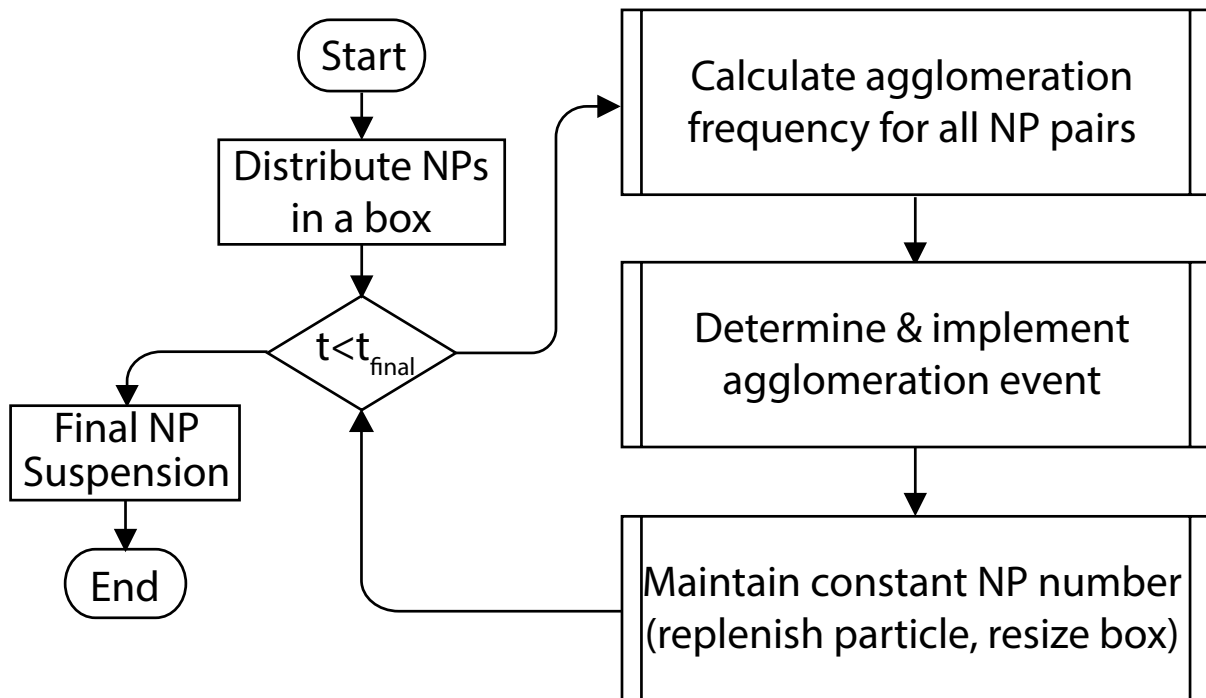 Start
Distribute NPs
in a box
t<t_final
Calculate agglomeration
frequency for all NP pairs
Determine & implement
agglomeration event
Maintain constant NP number
(replenish particle, resize box)
Final NP
Suspension
End